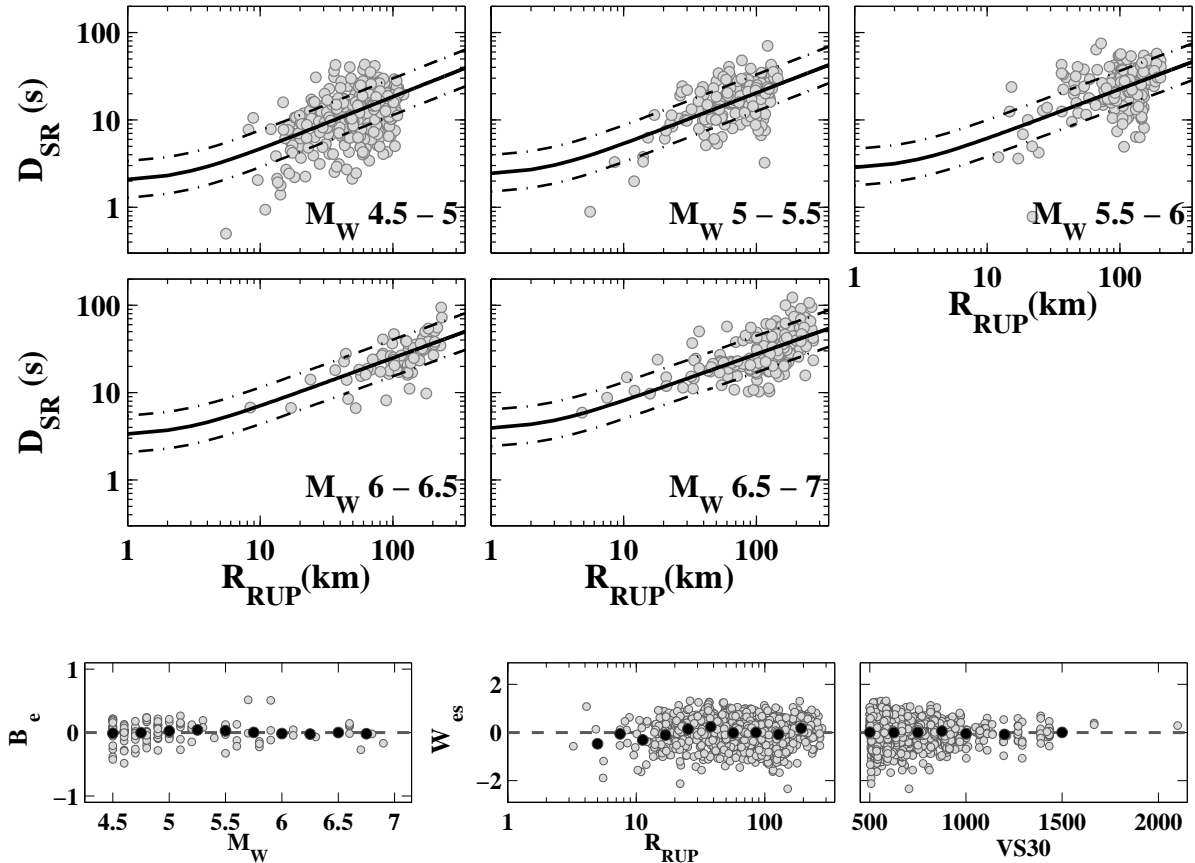 100
10
1
D_SR (s)
M_W 4.5 – 5
M_W 5 – 5.5
M_W 5.5 – 6
1 10 100
R_RUP(km)
100
10
1
D_SR (s)
M_W 6 – 6.5
M_W 6.5 – 7
1 10 100
R_RUP(km)
1 10 100
R_RUP(km)
1
0
−1
B_e
4.5 5 5.5 6 6.5 7
M_W
2
0
−2
W_es
1 10 100
R_RUP
500 1000 1500 2000
VS30